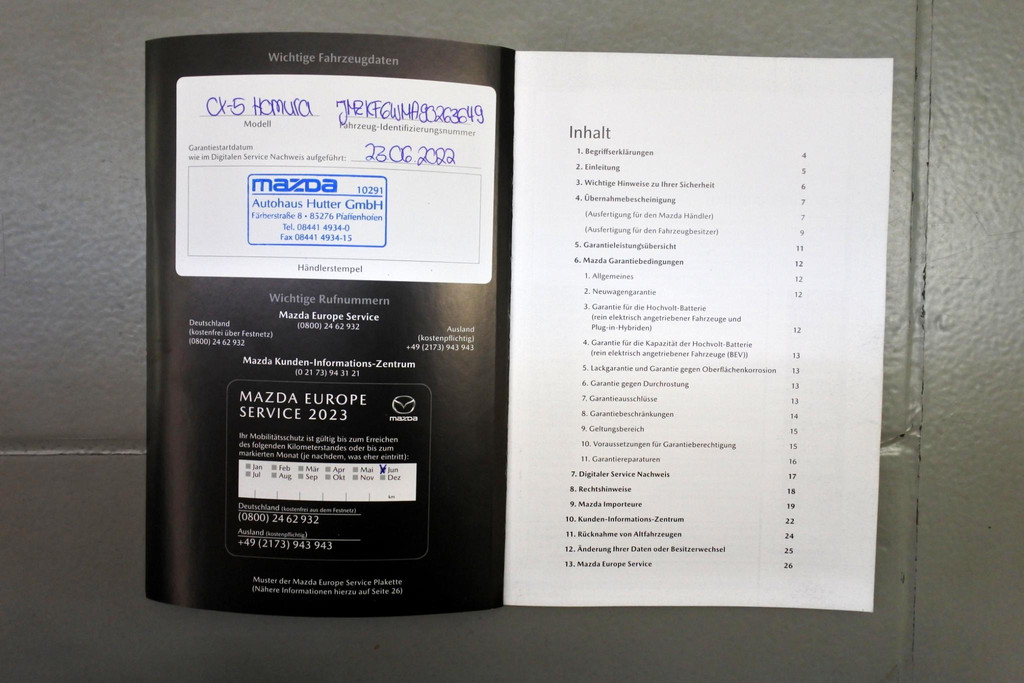 Wichtige Fahrzeugdaten
CX-5 Homura
Modell
JMZKF6WMA90263649
Fahrzeug-Identifizierungsnummer
Garantiestartdatum
wie im Digitalen Service Nachweis aufgeführt: 23.06.2022
mazda 10291
Autohaus Hutter GmbH
Färberstraße 8 • 85276 Pfaffenhofen
Tel. 08441 4934-0
Fax 08441 4934-15
Händlerstempel
Wichtige Rufnummern
Mazda Europe Service
(0800) 24 62 932
Deutschland
(kostenfrei über Festnetz)
(0800) 24 62 932
Ausland
(kostenpflichtig)
+49 (2173) 943 943
Mazda Kunden-Informations-Zentrum
(0 21 73) 94 31 21
MAZDA EUROPE
SERVICE 2023
mazda
Ihr Mobilitätsschutz ist gültig bis zum Erreichen
des folgenden Kilometerstandes oder bis zum
markierten Monat (je nachdem, was eher eintritt):
Jan Feb Mär Apr Mai Jun
Jul Aug Sep Okt Nov Dez
km
Deutschland (kostenfrei aus dem Festnetz)
(0800) 24 62 932
Ausland (kostenpflichtig)
+49 (2173) 943 943
Muster der Mazda Europe Service Plakette
(Nähere Informationen hierzu auf Seite 26)
Inhalt
1. Begriffserklärungen 4
2. Einleitung 5
3. Wichtige Hinweise zu Ihrer Sicherheit 6
4. Übernahmebescheinigung 7
(Ausfertigung für den Mazda Händler) 7
(Ausfertigung für den Fahrzeugbesitzer) 9
5. Garantieleistungsübersicht 11
6. Mazda Garantiebedingungen 12
1. Allgemeines 12
2. Neuwagengarantie 12
3. Garantie für die Hochvolt-Batterie
(rein elektrisch angetriebener Fahrzeuge und
Plug-in-Hybriden) 12
4. Garantie für die Kapazität der Hochvolt-Batterie
(rein elektrisch angetriebener Fahrzeuge (BEV)) 13
5. Lackgarantie und Garantie gegen Oberflächenkorrosion 13
6. Garantie gegen Durchrostung 13
7. Garantieausschlüsse 13
8. Garantiebeschränkungen 14
9. Geltungsbereich 15
10. Voraussetzungen für Garantieberechtigung 15
11. Garantiereparaturen 16
7. Digitaler Service Nachweis 17
8. Rechtshinweise 18
9. Mazda Importeure 19
10. Kunden-Informations-Zentrum 22
11. Rücknahme von Altfahrzeugen 24
12. Änderung Ihrer Daten oder Besitzerwechsel 25
13. Mazda Europe Service 26